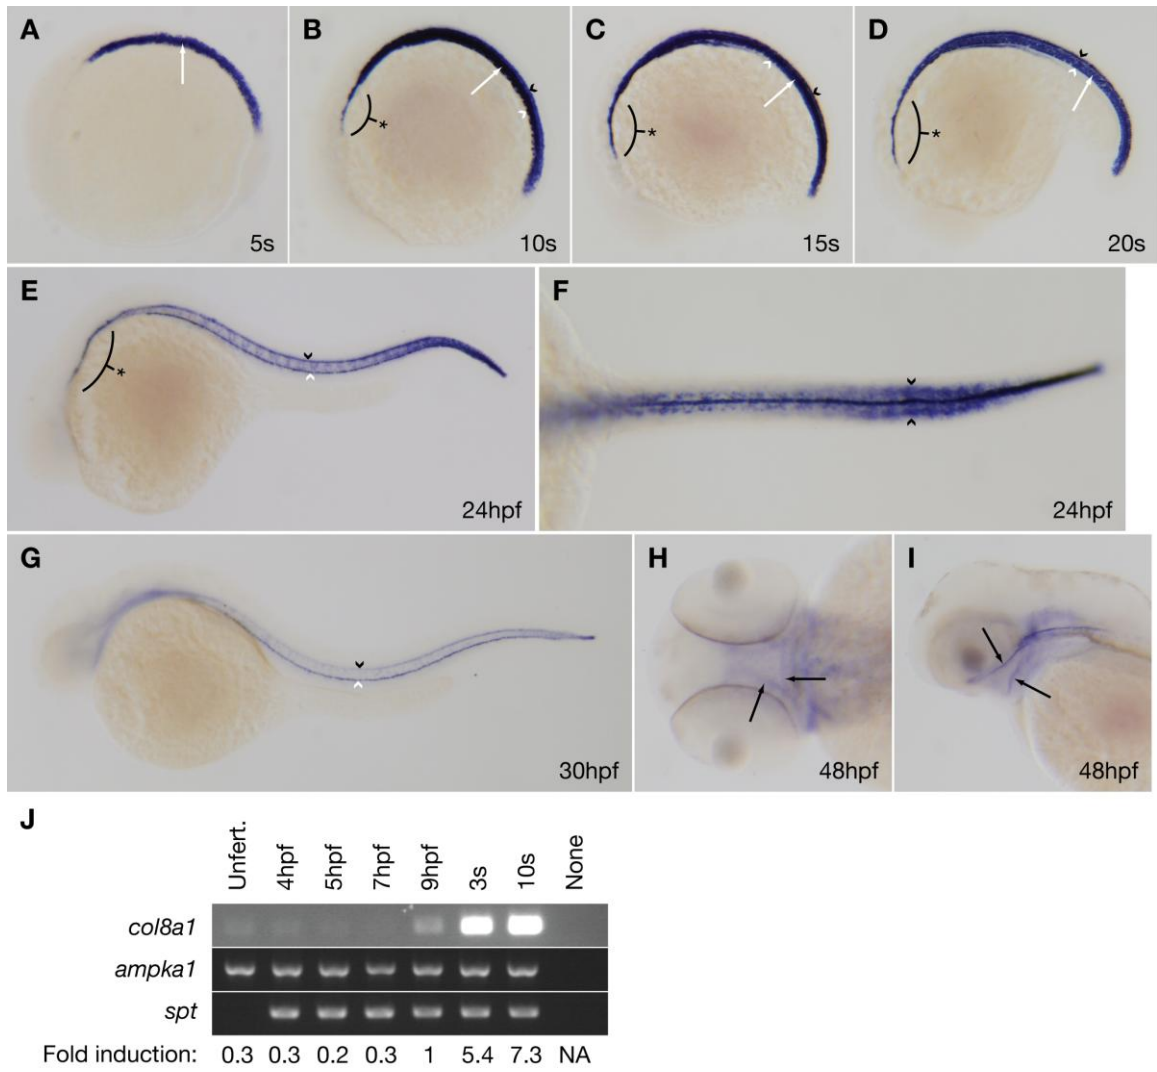 A
B
C
D
*
*
*
5s
10s
15s
20s
E
F
*
24hpf
24hpf
G
H
I
30hpf
48hpf
48hpf
J
Unfert.
4hpf
5hpf
7hpf
9hpf
3s
10s
None
col8a1
ampka1
spt
Fold induction: 0.3 0.3 0.2 0.3 1 5.4 7.3 NA